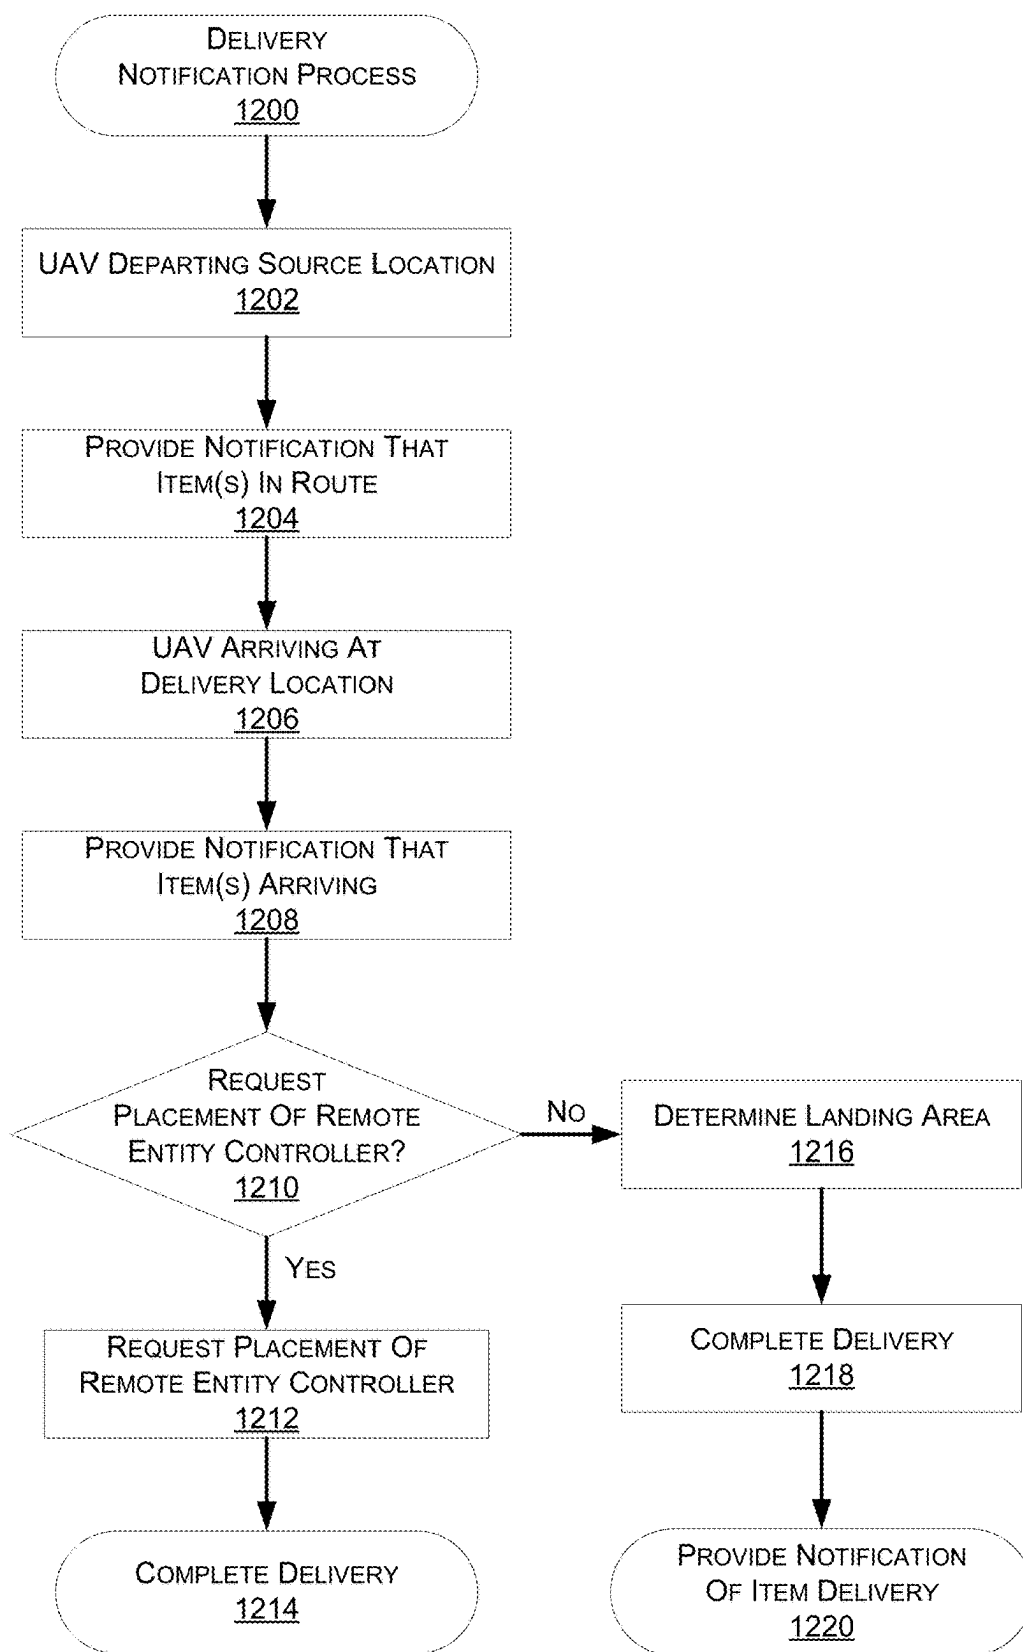 DELIVERY
NOTIFICATION PROCESS
1200
UAV DEPARTING SOURCE LOCATION
1202
PROVIDE NOTIFICATION THAT
ITEM(S) IN ROUTE
1204
UAV ARRIVING AT
DELIVERY LOCATION
1206
PROVIDE NOTIFICATION THAT
ITEM(S) ARRIVING
1208
REQUEST
PLACEMENT OF REMOTE
ENTITY CONTROLLER?
1210
YES
REQUEST PLACEMENT OF
REMOTE ENTITY CONTROLLER
1212
COMPLETE DELIVERY
1214
NO
DETERMINE LANDING AREA
1216
COMPLETE DELIVERY
1218
PROVIDE NOTIFICATION
OF ITEM DELIVERY
1220